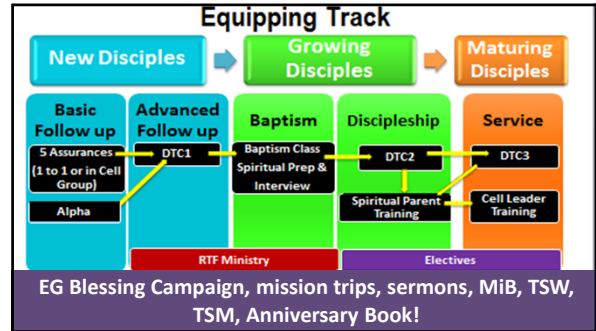 Equipping Track
New Disciples
Growing
Disciples
Maturing
Disciples
Basic
Follow up
5 Assurances
(1 to 1 or in Cell
Group)
Alpha
Advanced
Follow up
DTC1
Baptism
Baptism Class
Spiritual Prep &
Interview
Discipleship
DTC2
Spiritual Parent
Training
Service
DTC3
Cell Leader
Training
RTF Ministry
Electives
EG Blessing Campaign, mission trips, sermons, MiB, TSW,
TSM, Anniversary Book!